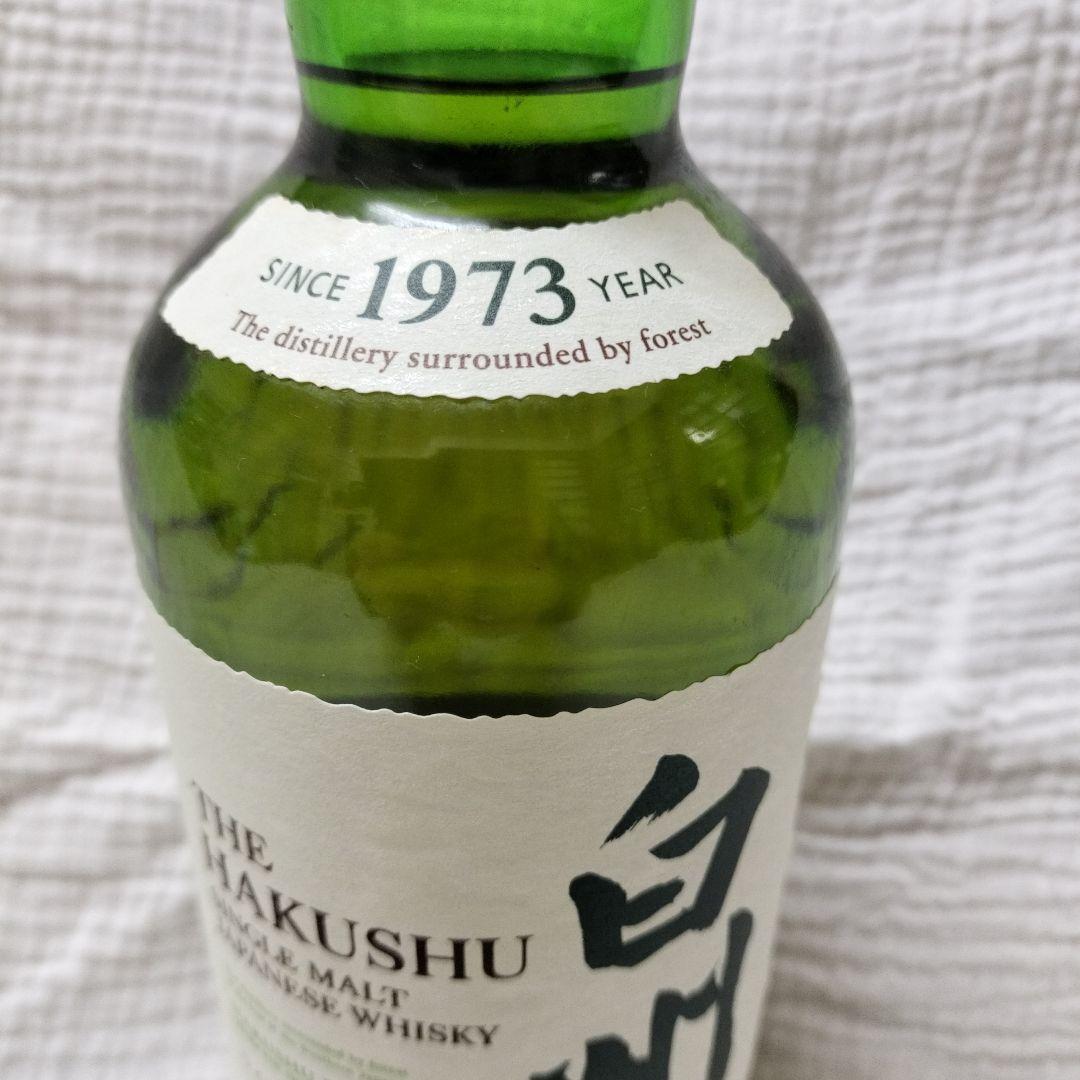 SINCE 1973 YEAR
The distillery surrounded by forest
THE
HAKUSHU
SINGLE MALT
JAPANESE WHISKY
白州